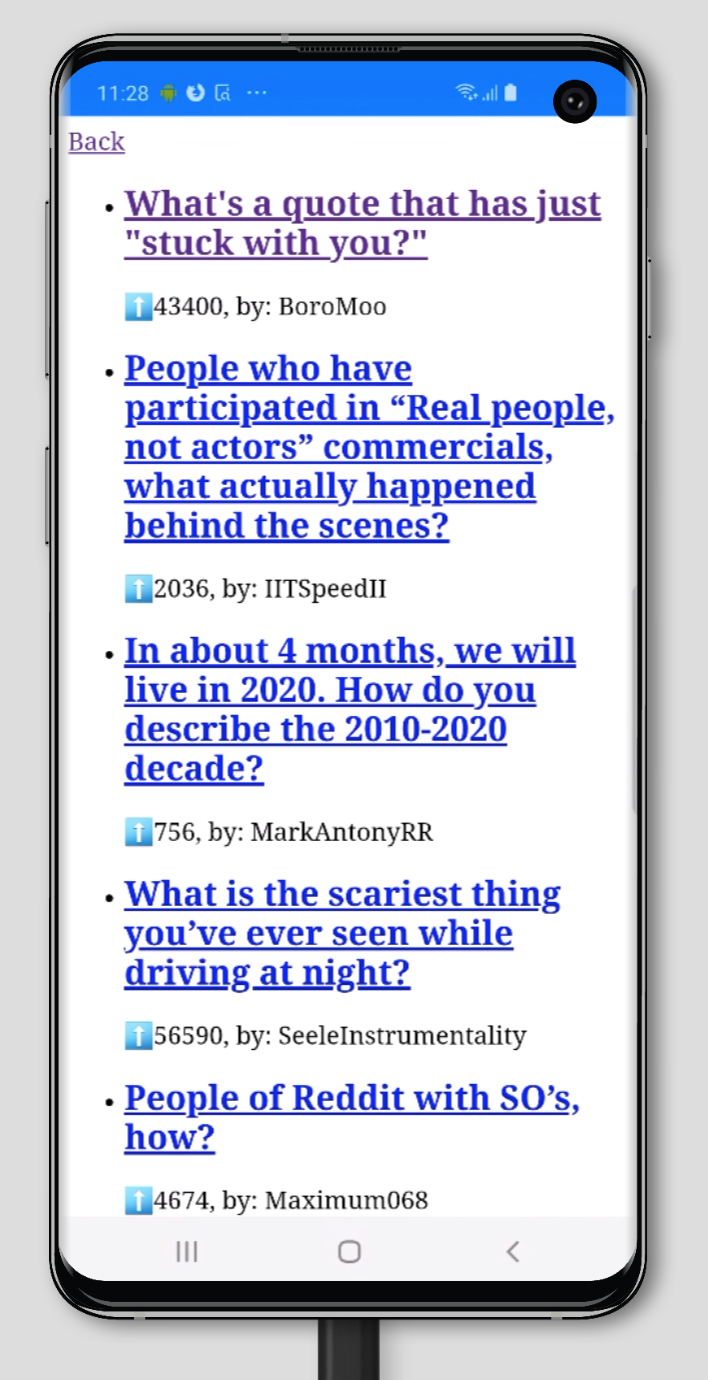 11:28
Back
What's a quote that has just
"stuck with you?"
43400, by: BoroMoo
People who have
participated in “Real people,
not actors” commercials,
what actually happened
behind the scenes?
2036, by: IITSpeedII
In about 4 months, we will
live in 2020. How do you
describe the 2010-2020
decade?
756, by: MarkAntonyRR
What is the scariest thing
you’ve ever seen while
driving at night?
56590, by: SeeleInstrumentality
People of Reddit with SO’s,
how?
4674, by: Maximum068